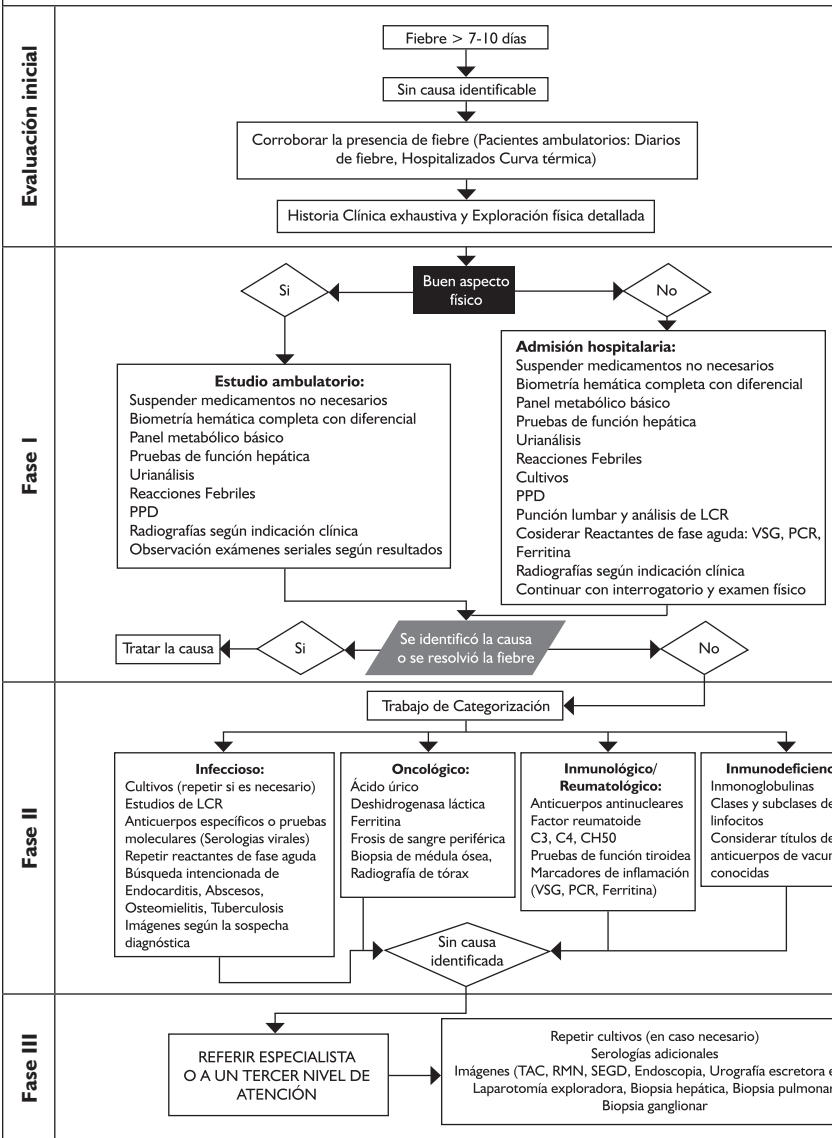 Evaluación inicial
Fiebre > 7-10 días
Sin causa identificable
Corroborar la presencia de fiebre (Pacientes ambulatorios: Diarios
de fiebre, Hospitalizados Curva térmica)
Historia Clínica exhaustiva y Exploración física detallada
Fase I
Buen aspecto
físico
Si
No
Estudio ambulatorio:
Suspender medicamentos no necesarios
Biometría hemática completa con diferencial
Panel metabólico básico
Pruebas de función hepática
Urianálisis
Reacciones Febriles
PPD
Radiografías según indicación clínica
Observación exámenes seriales según resultados
Admisión hospitalaria:
Suspender medicamentos no necesarios
Biometría hemática completa con diferencial
Panel metabólico básico
Pruebas de función hepática
Urianálisis
Reacciones Febriles
Cultivos
PPD
Punción lumbar y análisis de LCR
Cosiderar Reactantes de fase aguda: VSG, PCR,
Ferritina
Radiografías según indicación clínica
Continuar con interrogatorio y examen físico
Se identificó la causa
o se resolvió la fiebre
Si
Tratar la causa
No
Fase II
Trabajo de Categorización
Infeccioso:
Cultivos (repetir si es necesario)
Estudios de LCR
Anticuerpos específicos o pruebas
moleculares (Serologias virales)
Repetir reactantes de fase aguda
Búsqueda intencionada de
Endocarditis, Abscesos,
Osteomielitis, Tuberculosis
Imágenes según la sospecha
diagnóstica
Oncológico:
Ácido úrico
Deshidrogenasa láctica
Ferritina
Frosis de sangre periférica
Biopsia de médula ósea,
Radiografía de tórax
Inmunológico/
Reumatológico:
Anticuerpos antinucleares
Factor reumatoide
C3, C4, CH50
Pruebas de función tiroidea
Marcadores de inflamación
(VSG, PCR, Ferritina)
Inmunodeficienc
Inmonoglobulinas
Clases y subclases de
linfocitos
Considerar títulos de
anticuerpos de vacun
conocidas
Sin causa
identificada
Fase III
REFERIR ESPECIALISTA
O A UN TERCER NIVEL DE
ATENCIÓN
Repetir cultivos (en caso necesario)
Serologías adicionales
Imágenes (TAC, RMN, SEGD, Endoscopia, Urografía escretora e
Laparotomía exploradora, Biopsia hepática, Biopsia pulmonar
Biopsia ganglionar